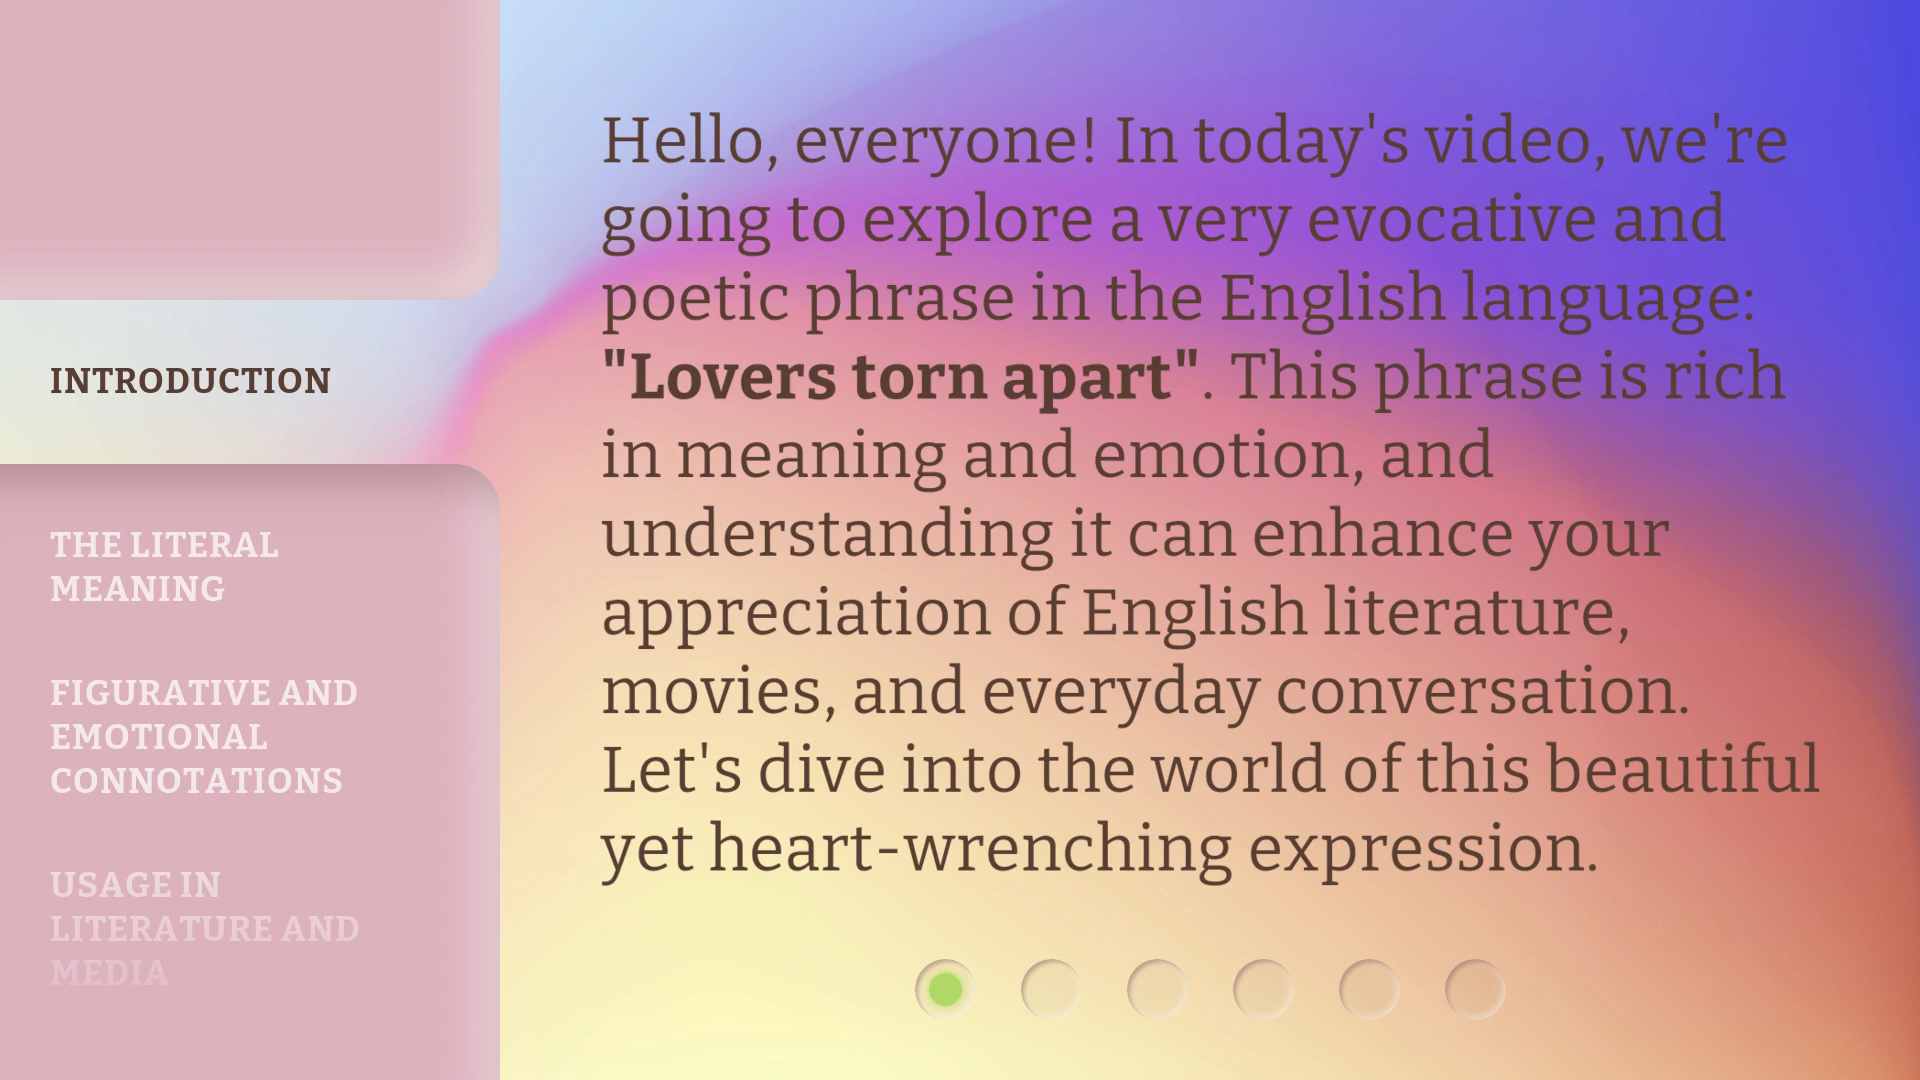 INTRODUCTION
THE LITERAL
MEANING
FIGURATIVE AND
EMOTIONAL
CONNOTATIONS
USAGE IN
LITERATURE AND
MEDIA
Hello, everyone! In today's video, we're
going to explore a very evocative and
poetic phrase in the English language:
"Lovers torn apart". This phrase is rich
in meaning and emotion, and
understanding it can enhance your
appreciation of English literature,
movies, and everyday conversation.
Let's dive into the world of this beautiful
yet heart-wrenching expression.